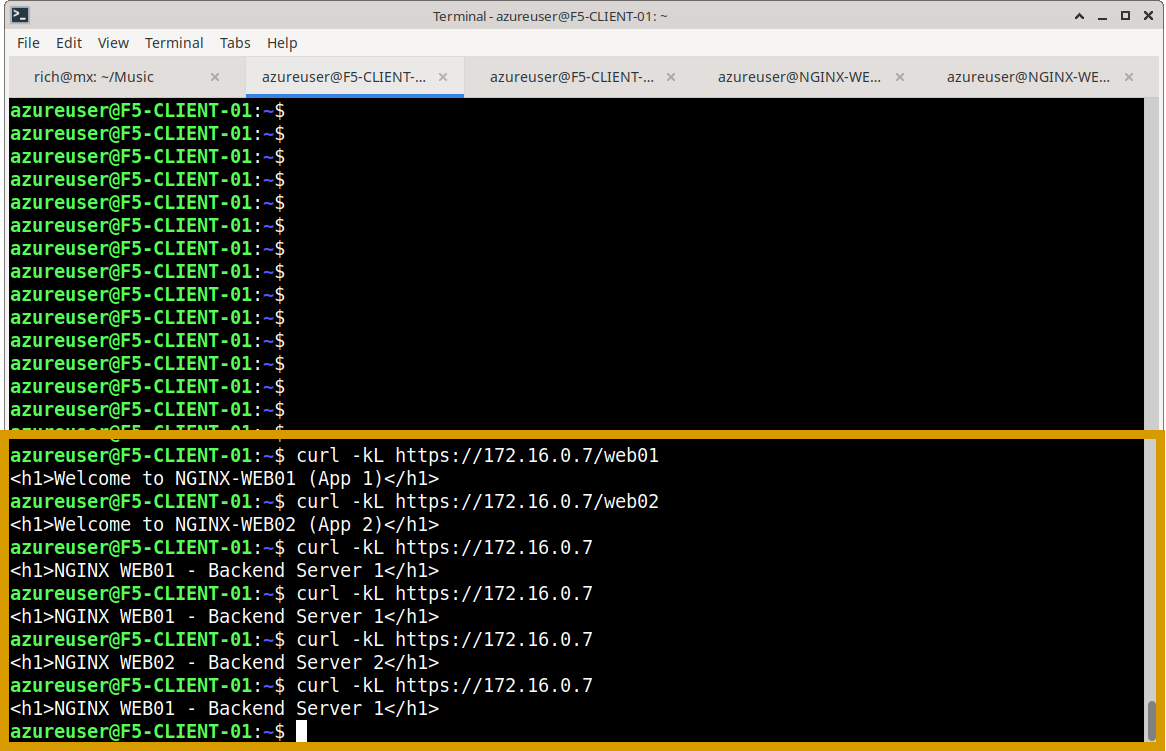 Terminal - azureuser@F5-CLIENT-01: ~
File Edit View Terminal Tabs Help
rich@mx: ~/Music azureuser@F5-CLIENT-... azureuser@F5-CLIENT-... azureuser@NGINX-WE... azureuser@NGINX-WE...
azureuser@F5-CLIENT-01:~$
azureuser@F5-CLIENT-01:~$
azureuser@F5-CLIENT-01:~$
azureuser@F5-CLIENT-01:~$
azureuser@F5-CLIENT-01:~$
azureuser@F5-CLIENT-01:~$
azureuser@F5-CLIENT-01:~$
azureuser@F5-CLIENT-01:~$
azureuser@F5-CLIENT-01:~$
azureuser@F5-CLIENT-01:~$
azureuser@F5-CLIENT-01:~$
azureuser@F5-CLIENT-01:~$
azureuser@F5-CLIENT-01:~$
azureuser@F5-CLIENT-01:~$
azureuser@F5-CLIENT-01:~$ curl -kL https://172.16.0.7/web01
<h1>Welcome to NGINX-WEB01 (App 1)</h1>
azureuser@F5-CLIENT-01:~$ curl -kL https://172.16.0.7/web02
<h1>Welcome to NGINX-WEB02 (App 2)</h1>
azureuser@F5-CLIENT-01:~$ curl -kL https://172.16.0.7
<h1>NGINX WEB01 - Backend Server 1</h1>
azureuser@F5-CLIENT-01:~$ curl -kL https://172.16.0.7
<h1>NGINX WEB01 - Backend Server 1</h1>
azureuser@F5-CLIENT-01:~$ curl -kL https://172.16.0.7
<h1>NGINX WEB02 - Backend Server 2</h1>
azureuser@F5-CLIENT-01:~$ curl -kL https://172.16.0.7
<h1>NGINX WEB01 - Backend Server 1</h1>
azureuser@F5-CLIENT-01:~$